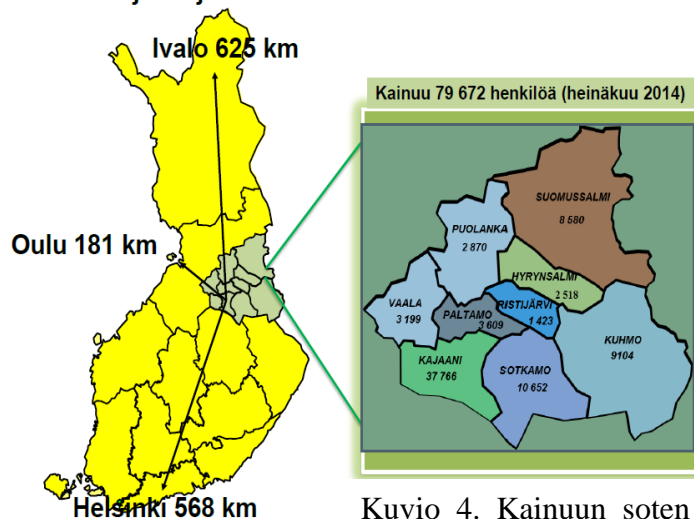 Ivalo 625 km
Oulu 181 km
Helsinki 568 km
Kainuu 79 672 henkilöä (heinäkuu 2014)
SUOMUSSALMI
8 580
PUOLANKA
2 870
HYRYNSALMI
2 518
VAALA
3 199
PALTAMO
3 609
RISTIJÄRVI
1 423
KUHMO
9104
KAJAANI
37 766
SOTKAMO
10 652
Kuvio 4. Kainuun soten